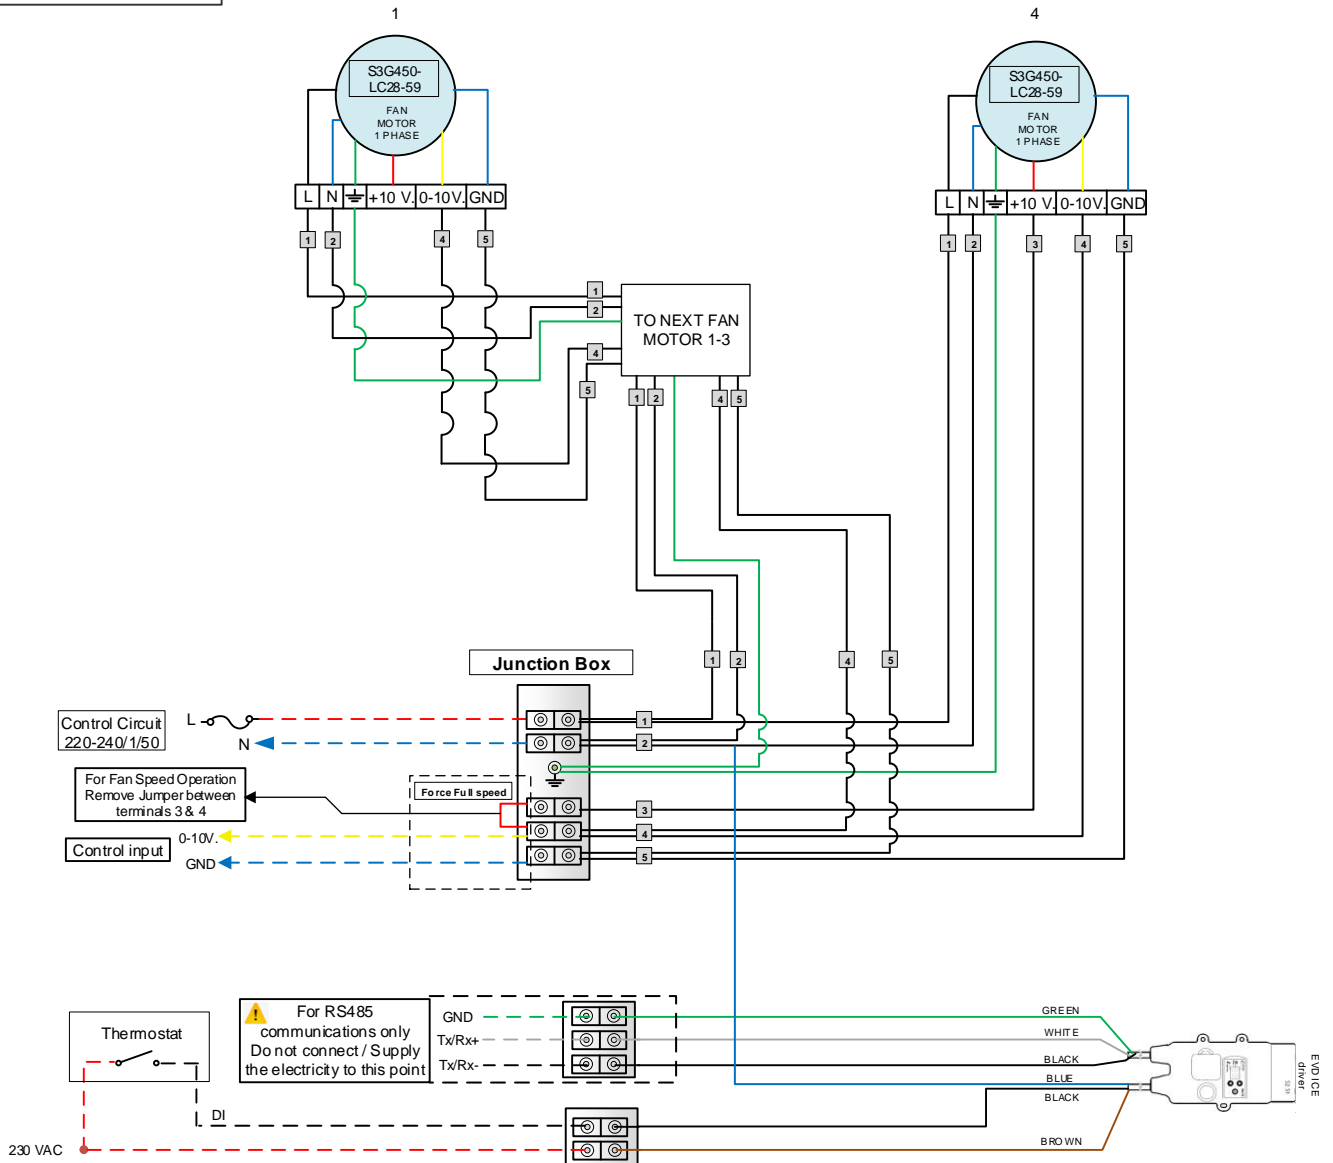 1
4
S3G450-
LC28-59
FAN
MOTOR
1 PHASE
S3G450-
LC28-59
FAN
MOTOR
1 PHASE
L N +10 V. 0-10V. GND
L N +10 V. 0-10V. GND
1 2 4 5
1 2 3 4 5
1
2
TO NEXT FAN
MOTOR 1-3
4
5
1 2 4 5
Junction Box
1 2 4 5
Control Circuit
220-240/1/50
L
N
1
2
For Fan Speed Operation
Remove Jumper between
terminals 3 & 4
Force Full speed
3
4
5
Control input
0-10V.
GND
For RS485
communications only
Do not connect / Supply
the electricity to this point
GND
Tx/Rx+
Tx/Rx-
Thermostat
DI
230 VAC
GREEN
WHITE
BLACK
BLUE
BLACK
BROWN
EVD ICE
driver